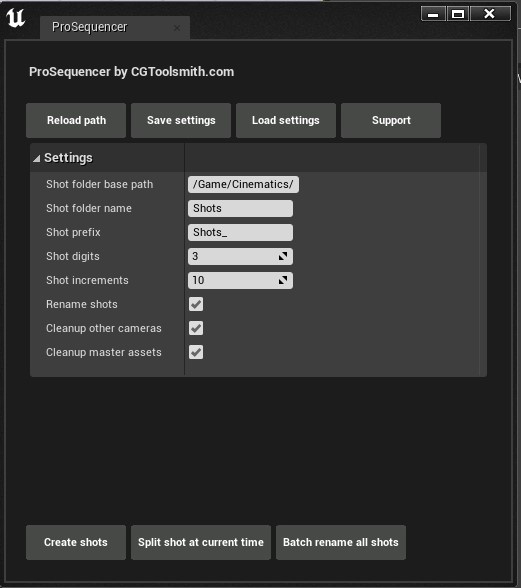 ProSequencer
ProSequencer by CGToolsmith.com
Reload path Save settings Load settings Support
Settings
Shot folder base path /Game/Cinematics/
Shot folder name Shots
Shot prefix Shots_
Shot digits 3
Shot increments 10
Rename shots
Cleanup other cameras
Cleanup master assets
Create shots Split shot at current time Batch rename all shots